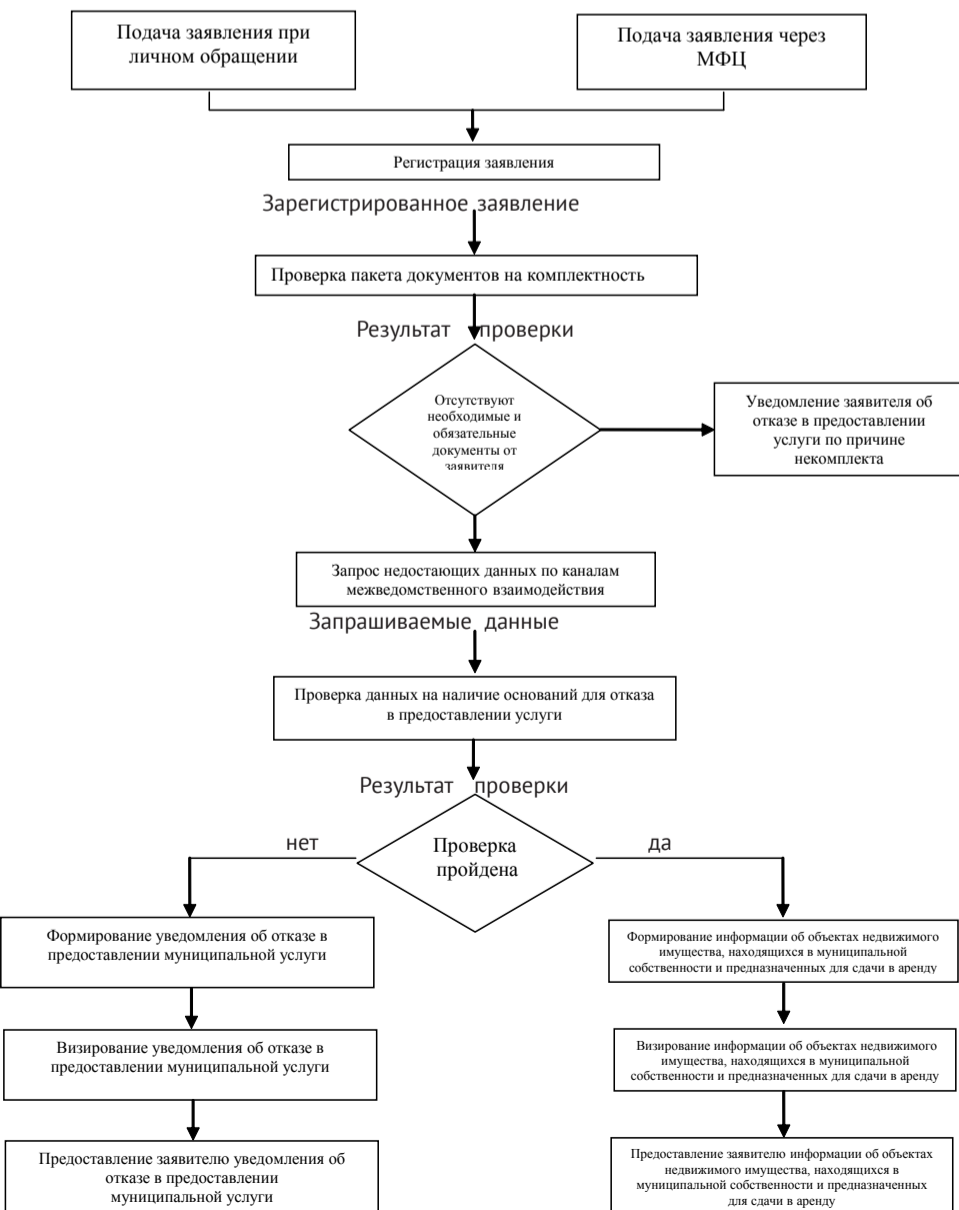 Подача заявления при
личном обращении
Подача заявления через
МФЦ
Регистрация заявления
Зарегистрированное заявление
Проверка пакета документов на комплектность
Результат проверки
Отсутствуют
необходимые и
обязательные
документы от
заявителя
Уведомление заявителя об
отказе в предоставлении
услуги по причине
некомплекта
Запрос недостающих данных по каналам
межведомственного взаимодействия
Запрашиваемые данные
Проверка данных на наличие оснований для отказа
в предоставлении услуги
Результат проверки
Проверка
пройдена
нет
да
Формирование уведомления об отказе в
предоставлении муниципальной услуги
Формирование информации об объектах недвижимого
имущества, находящихся в муниципальной
собственности и предназначенных для сдачи в аренду
Визирование уведомления об отказе в
предоставлении муниципальной услуги
Визирование информации об объектах недвижимого
имущества, находящихся в муниципальной
собственности и предназначенных для сдачи в аренду
Предоставление заявителю уведомления об
отказе в предоставлении
муниципальной услуги
Предоставление заявителю информации об объектах
недвижимого имущества, находящихся в
муниципальной собственности и предназначенных
для сдачи в аренду